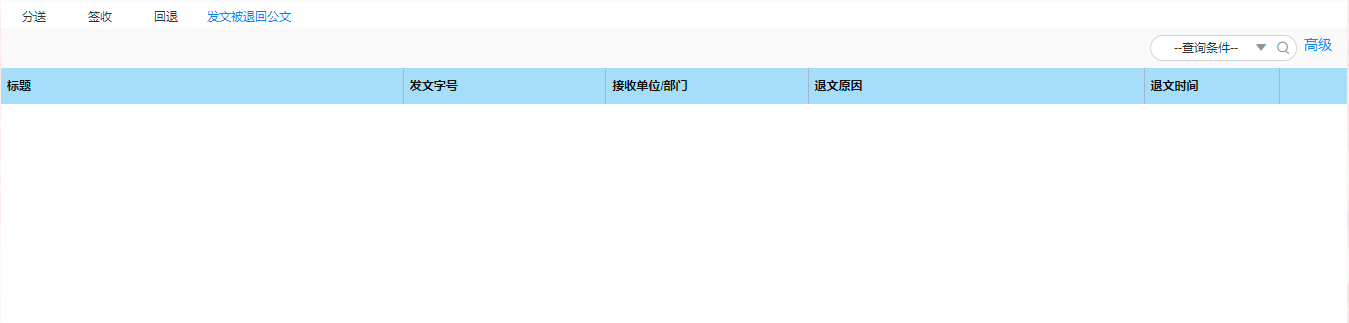 分送 签收 回退 发文被退回公文
--查询条件-- 高级
标题 发文字号 接收单位/部门 退文原因 退文时间